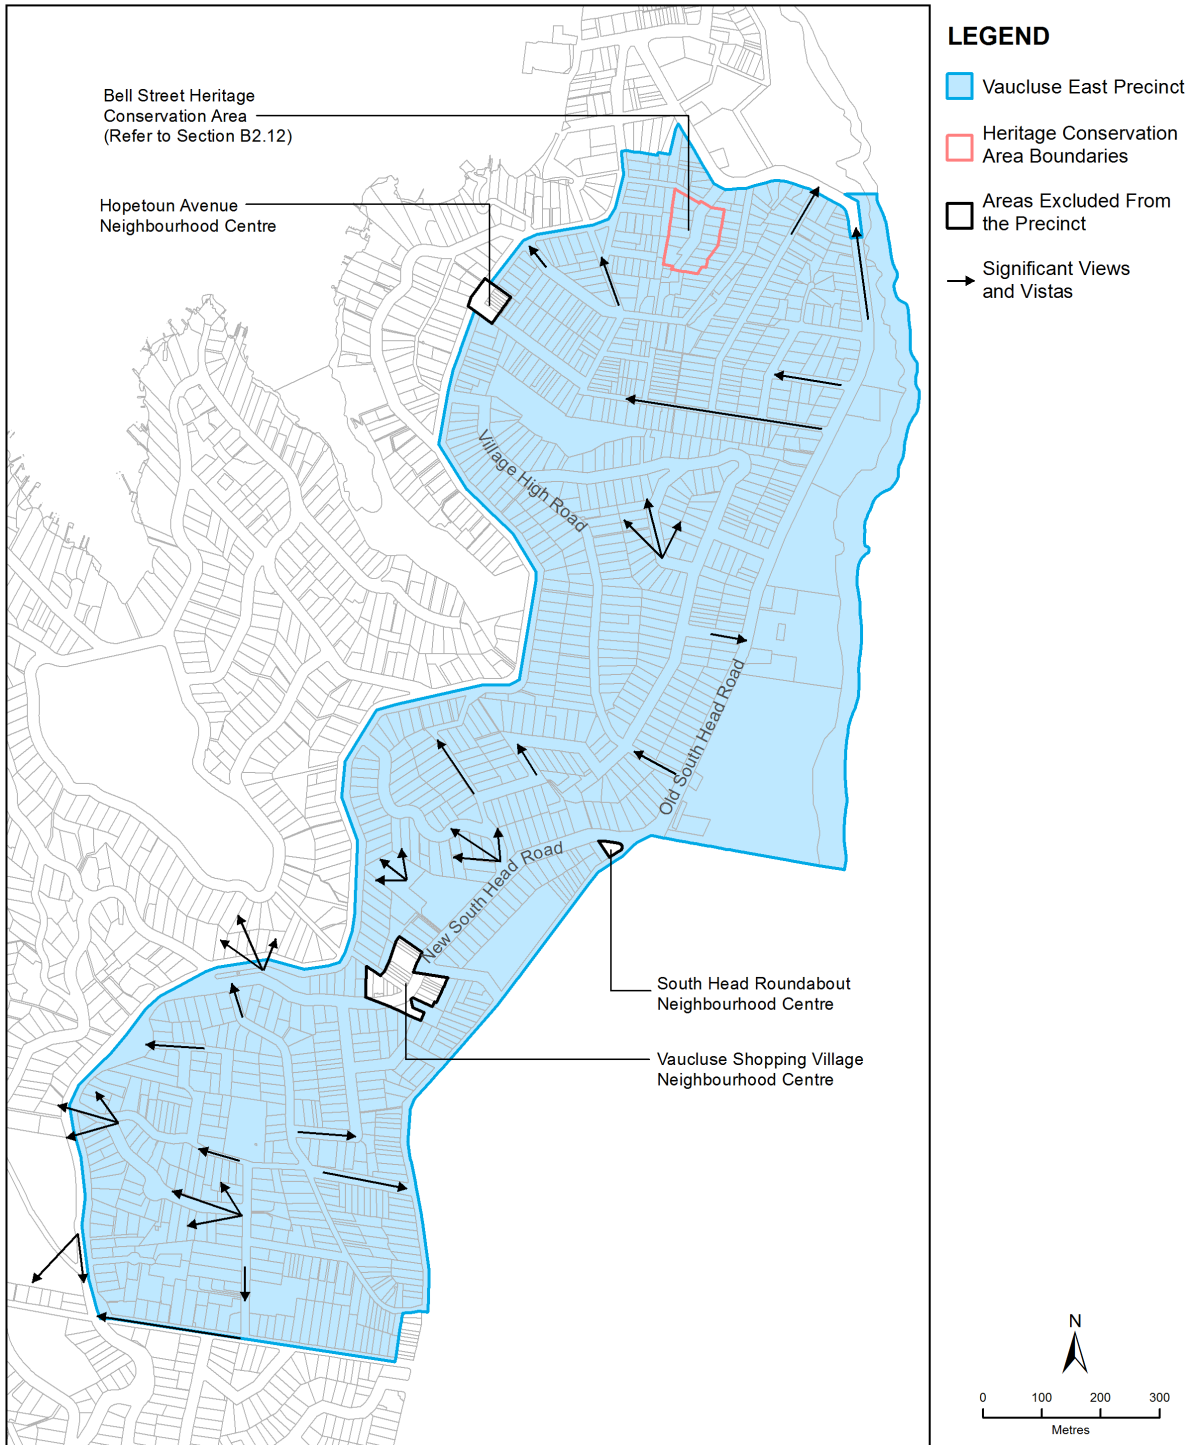 LEGEND
Vaucluse East Precinct
Heritage Conservation
Area Boundaries
Areas Excluded From
the Precinct
Significant Views
and Vistas
Bell Street Heritage
Conservation Area
(Refer to Section B2.12)
Hopetoun Avenue
Neighbourhood Centre
Village High Road
Old South Head Road
New South Head Road
South Head Roundabout
Neighbourhood Centre
Vaucluse Shopping Village
Neighbourhood Centre
N
0 100 200 300
Metres